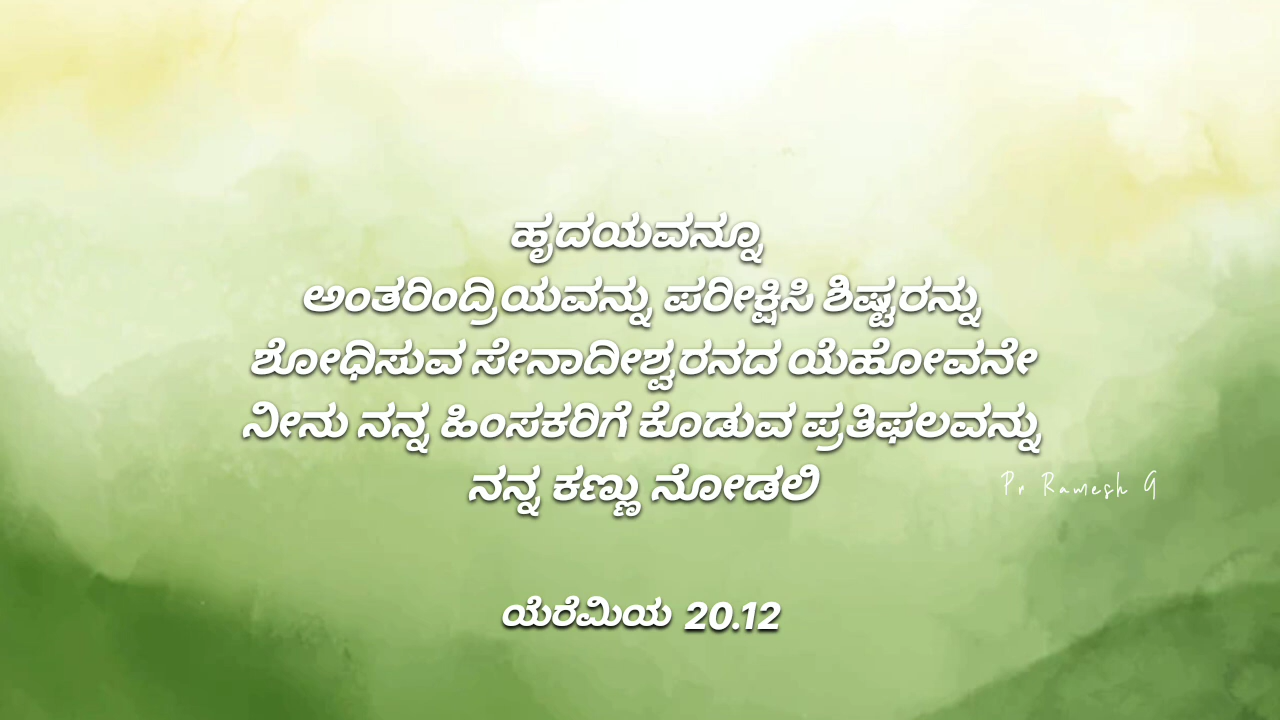 ಹೃದಯವನ್ನೂ
ಅಂತರಿಂದ್ರಿಯವನ್ನು ಪರೀಕ್ಷಿಸಿ ಶಿಷ್ಟರನ್ನು
ಶೋಧಿಸುವ ಸೇನಾದೀಶ್ವರನದ ಯೆಹೋವನೇ
ನೀನು ನನ್ನ ಹಿಂಸಕರಿಗೆ ಕೊಡುವ ಪ್ರತಿಫಲವನ್ನು
ನನ್ನ ಕಣ್ಣು ನೋಡಲಿ
Pr Ramesh G
ಯೆರೆಮಿಯ 20.12